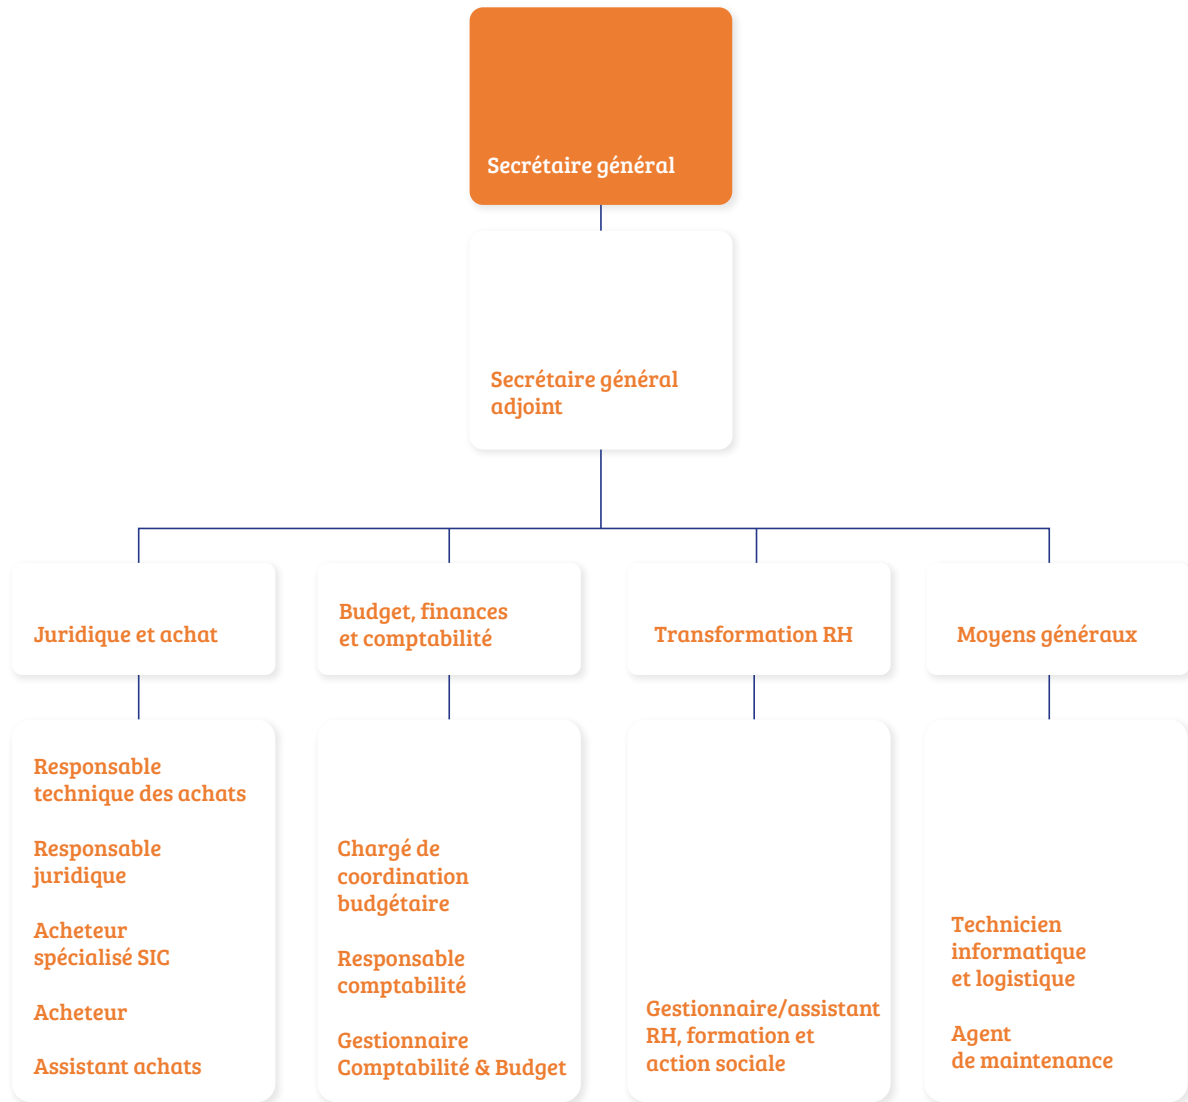 Secrétaire général
Secrétaire général
adjoint
Juridique et achat
Budget, finances
et comptabilité
Transformation RH
Moyens généraux
Responsable
technique des achats
Responsable
juridique
Acheteur
spécialisé SIC
Acheteur
Assistant achats
Chargé de
coordination
budgétaire
Responsable
comptabilité
Gestionnaire
Comptabilité & Budget
Gestionnaire/assistant
RH, formation et
action sociale
Technicien
informatique
et logistique
Agent
de maintenance